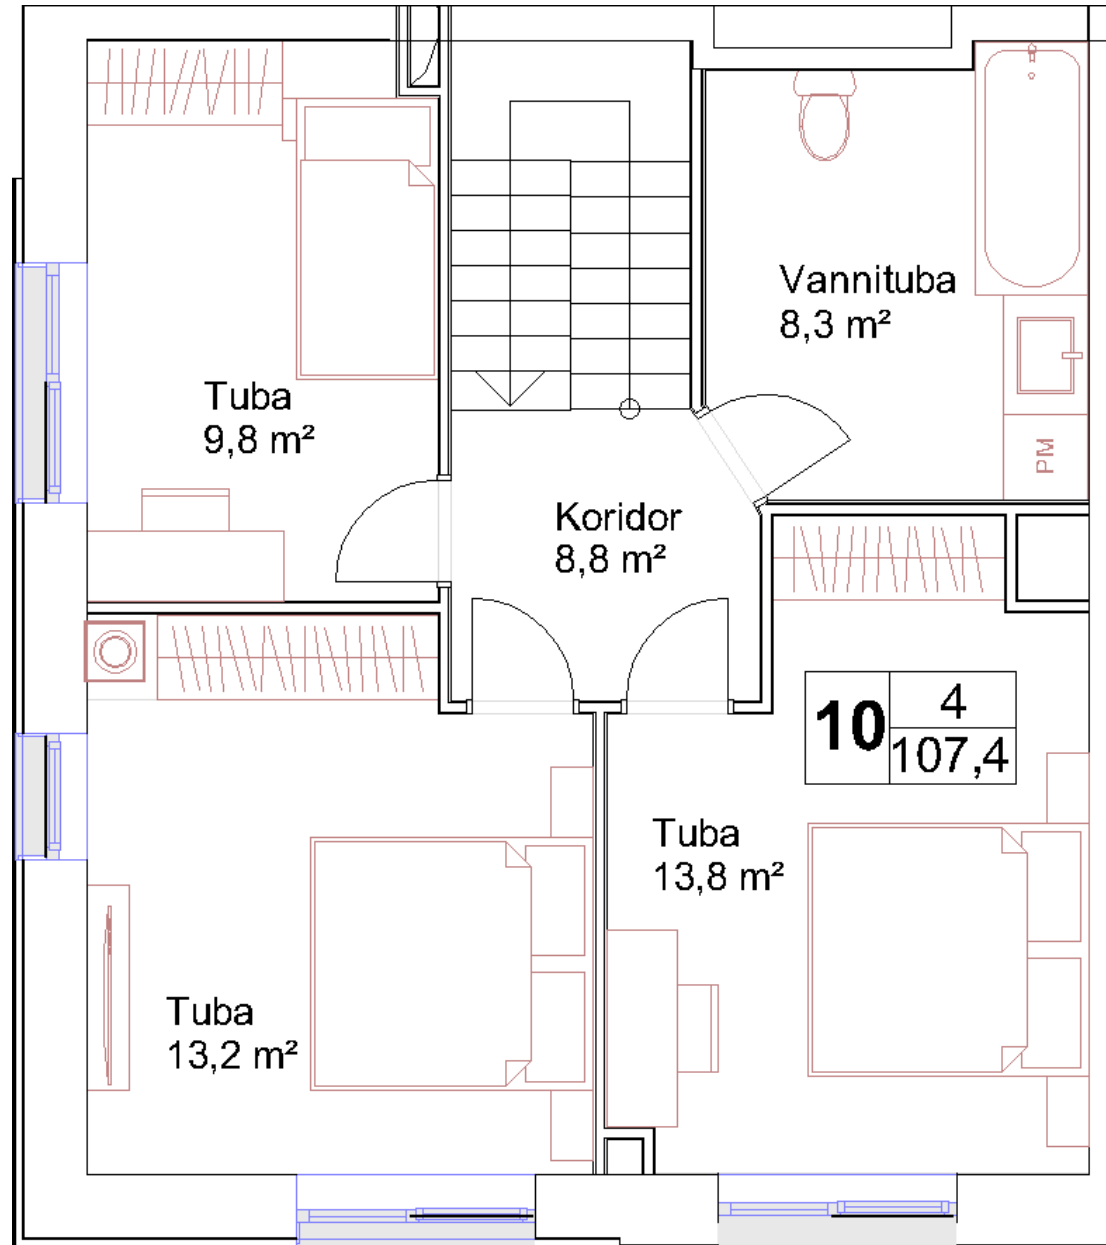 Vannituba
8,3 m²
Tuba
9,8 m²
PM
Koridor
8,8 m²
10
4
107,4
Tuba
13,8 m²
Tuba
13,2 m²